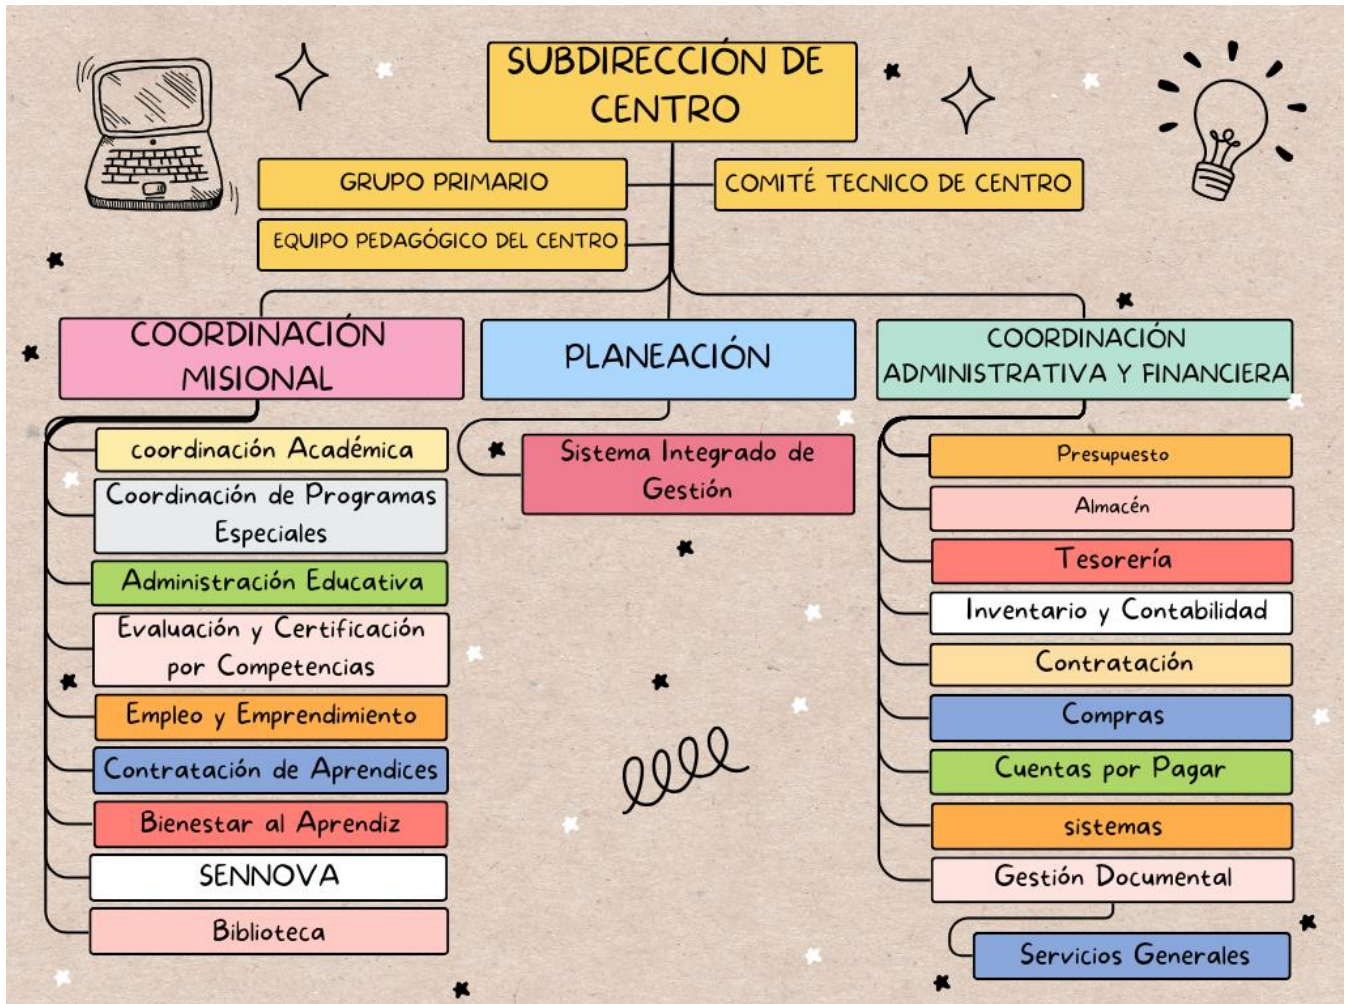 SUBDIRECCIÓN DE
CENTRO
GRUPO PRIMARIO
COMITÉ TECNICO DE CENTRO
EQUIPO PEDAGÓGICO DEL CENTRO
COORDINACIÓN
MISIONAL
PLANEACIÓN
COORDINACIÓN
ADMINISTRATIVA Y FINANCIERA
coordinación Académica
Coordinación de Programas
Especiales
Administración Educativa
Evaluación y Certificación
por Competencias
Empleo y Emprendimiento
Contratación de Aprendices
Bienestar al Aprendiz
SENNOVA
Biblioteca
Sistema Integrado de
Gestión
Presupuesto
Almacén
Tesorería
Inventario y Contabilidad
Contratación
Compras
Cuentas por Pagar
sistemas
Gestión Documental
Servicios Generales